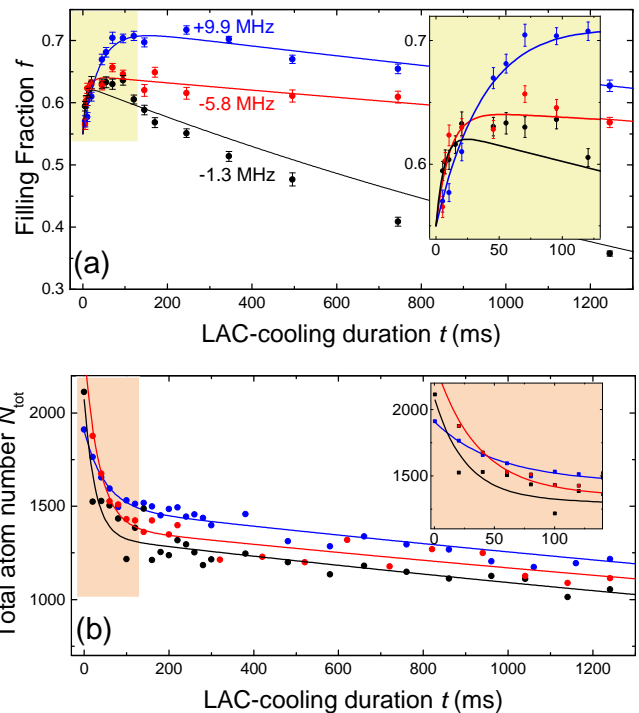 0.7
0.6
0.5
0.4
0.3
Filling Fraction f
+9.9 MHz
-5.8 MHz
-1.3 MHz
(a)
0.7
0.6
0 50 100
0 200 400 600 800 1000 1200
LAC-cooling duration t (ms)
2000
1500
1000
Total atom number Ntot
(b)
2000
1500
0 50 100
0 200 400 600 800 1000 1200
LAC-cooling duration t (ms)